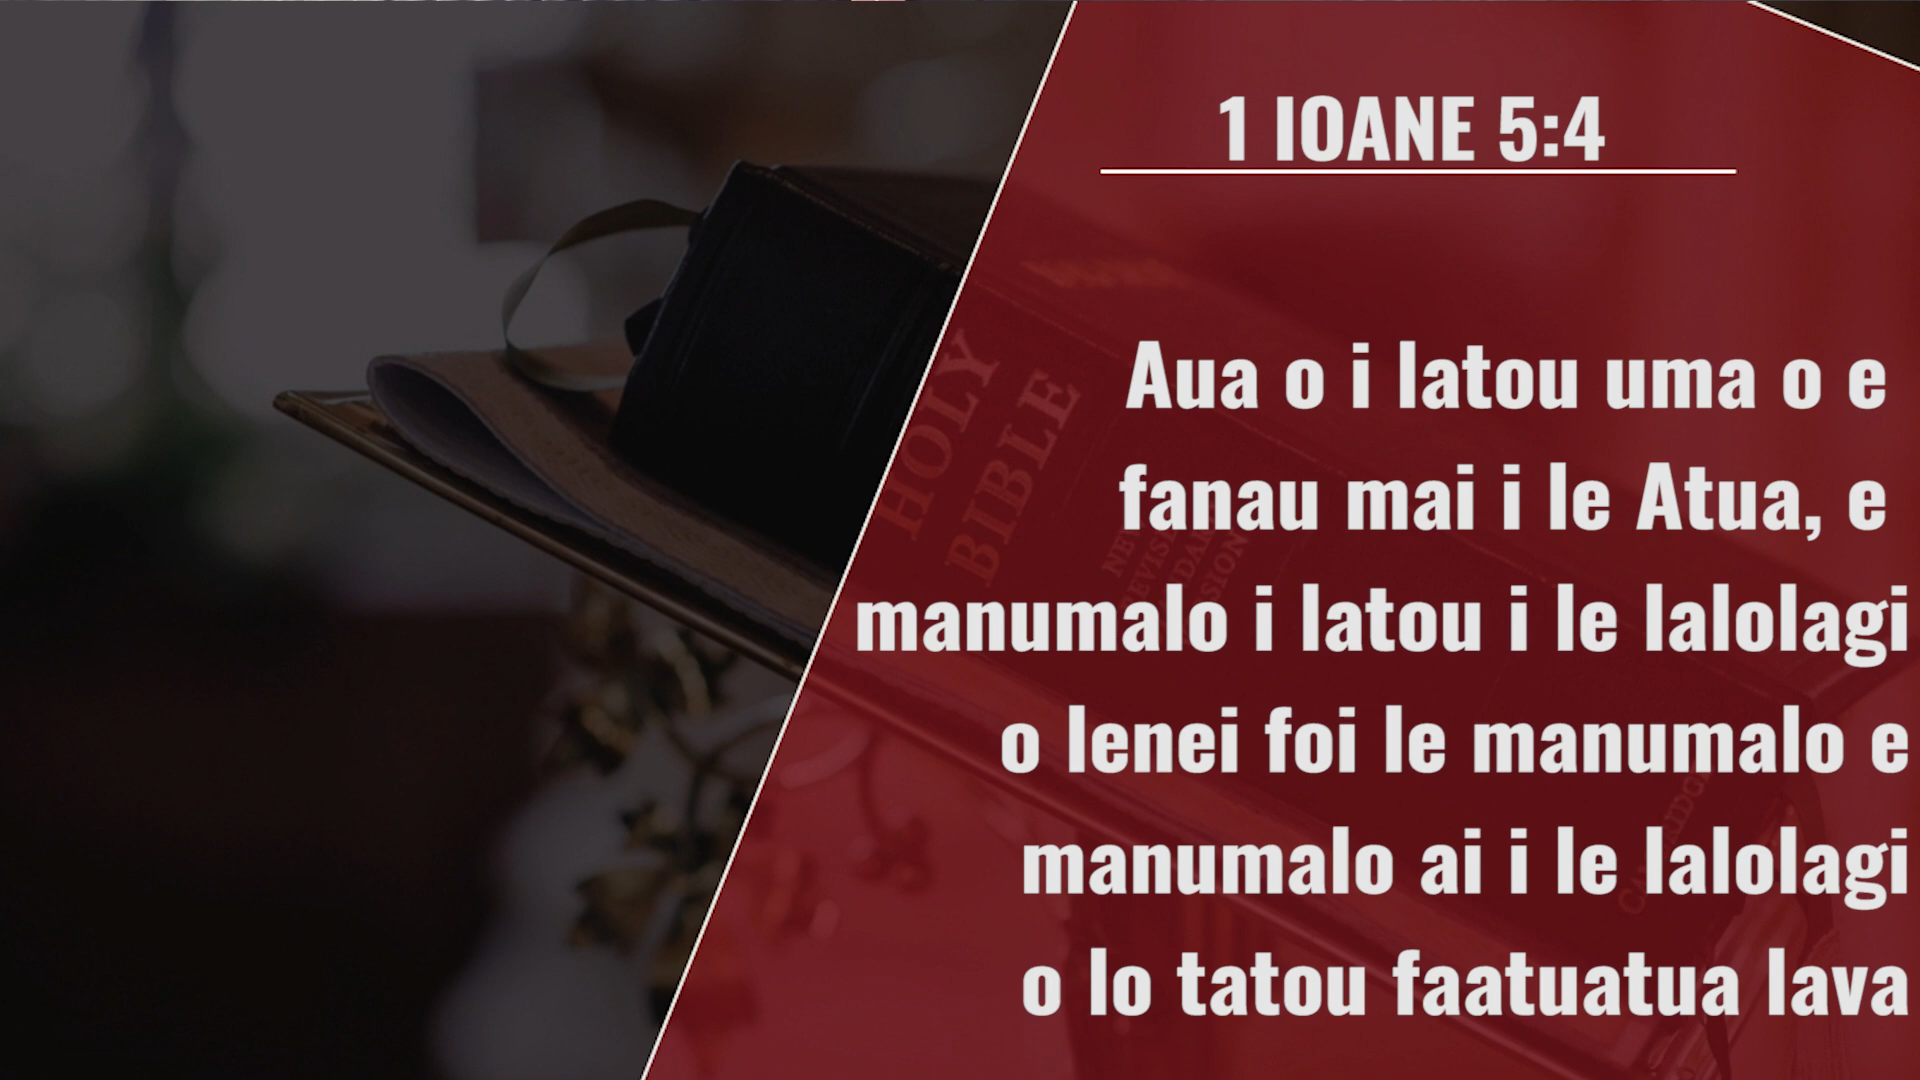 1 IOANE 5:4
Aua o i latou uma o e
fanau mai i le Atua, e
manumalo i latou i le lalolagi
o lenei foi le manumalo e
manumalo ai i le lalolagi
o lo tatou faatuatua lava
HOLY
BIBLE